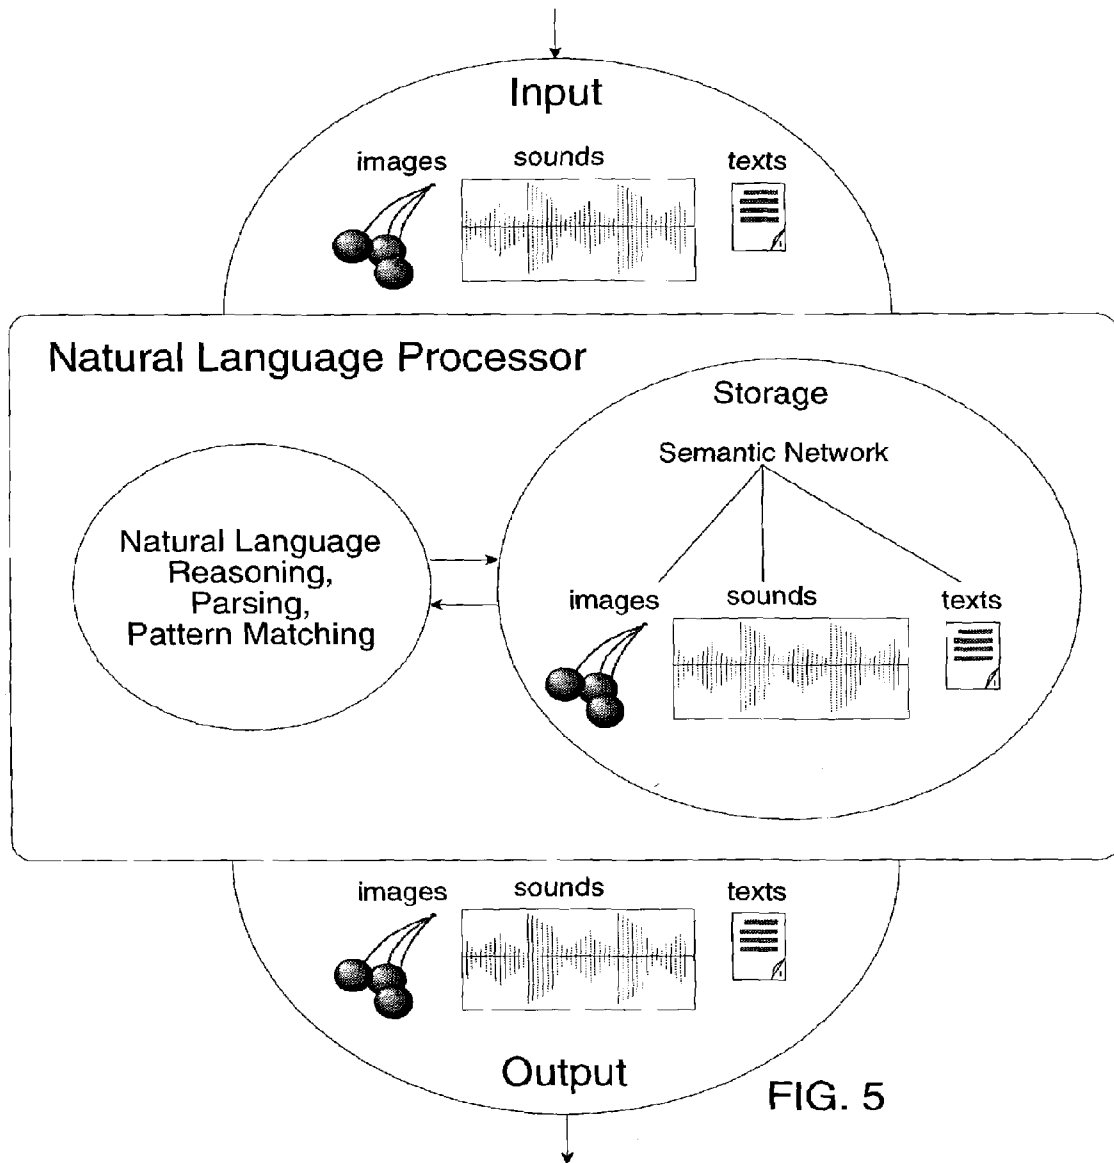 Input
images sounds texts
Natural Language Processor
Storage
Semantic Network
Natural Language
Reasoning,
Parsing,
Pattern Matching
images sounds texts
images sounds texts
Output
FIG. 5